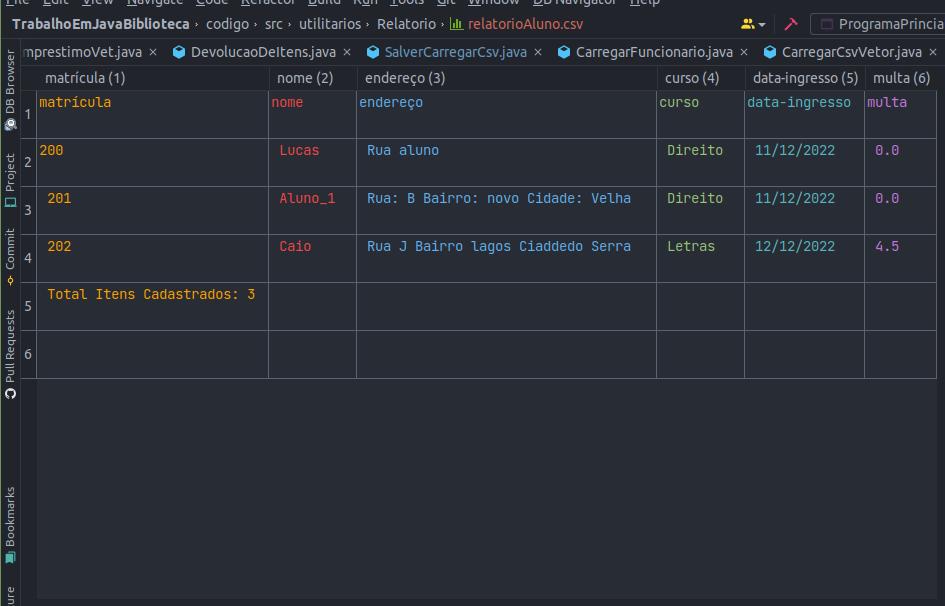 File Edit View Navigate Code Refactor Build Run Tools Git Window DB Navigator Help
TrabalhoEmJavaBiblioteca › codigo › src › utilitarios › Relatorio › relatorioAluno.csv ProgramaPrincia
mprestimoVet.java × DevolucaoDeItens.java × SalverCarregarCsv.java × CarregarFuncionario.java × CarregarCsvVetor.java ×
matrícula (1) nome (2) endereço (3) curso (4) data-ingresso (5) multa (6)
1 matrícula nome endereço curso data-ingresso multa
2 200 Lucas Rua aluno Direito 11/12/2022 0.0
3 201 Aluno_1 Rua: B Bairro: novo Cidade: Velha Direito 11/12/2022 0.0
4 202 Caio Rua J Bairro lagos Ciaddedo Serra Letras 12/12/2022 4.5
5 Total Itens Cadastrados: 3
6
DB Browser
Project
Commit
Pull Requests
Bookmarks
ure